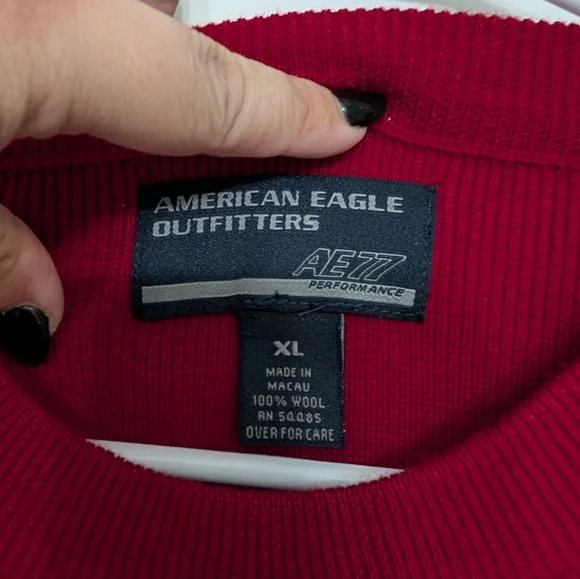 AMERICAN EAGLE
OUTFITTERS
AE77
PERFORMANCE
XL
MADE IN
MACAU
100% WOOL
RN 54485
OVER FOR CARE